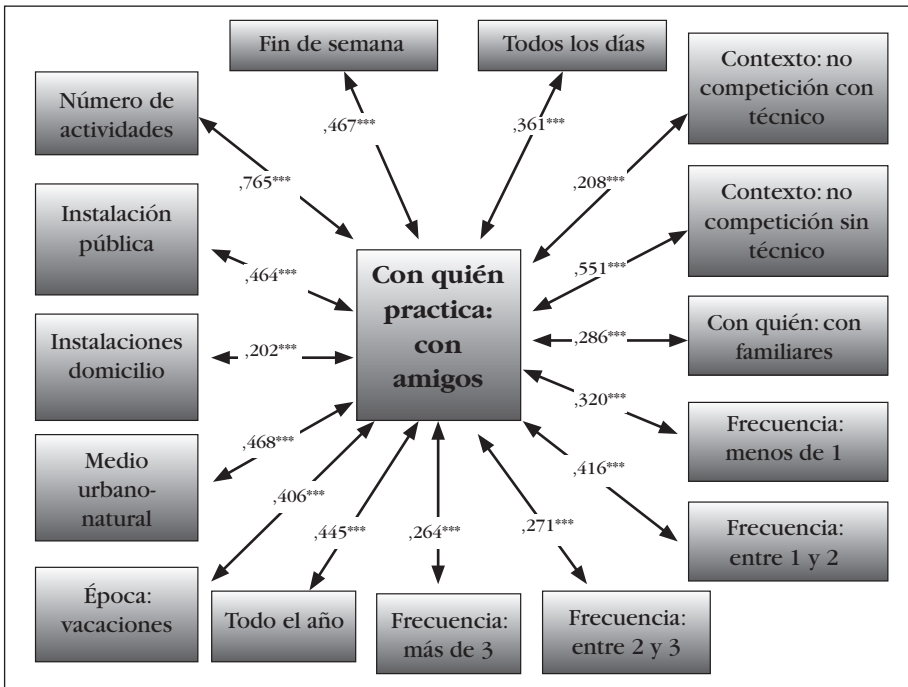 Fin de semana
Todos los días
Número de
actividades
Contexto: no
competición con
técnico
,467***
,361***
,765***
,208***
Instalación
pública
Contexto: no
competición sin
técnico
,464***
,551***
Con quién
practica:
con
amigos
Instalaciones
domicilio
,202***
,286***
Con quién: con
familiares
,320***
Frecuencia:
menos de 1
Medio
urbano-
natural
,468***
,416***
,406***
,445***
,264***
,271***
Frecuencia:
entre 1 y 2
Época:
vacaciones
Todo el año
Frecuencia:
más de 3
Frecuencia:
entre 2 y 3